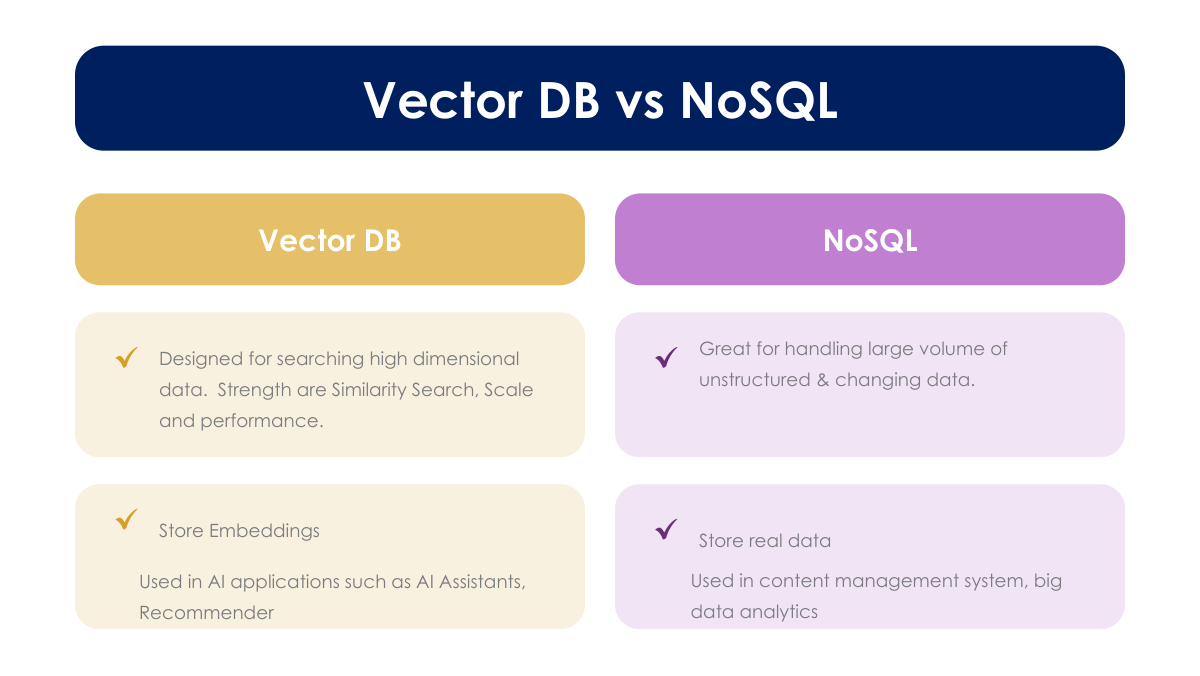 Vector DB vs NoSQL
Vector DB
NoSQL
Designed for searching high dimensional
data.  Strength are Similarity Search, Scale
and performance.
Great for handling large volume of
unstructured & changing data.
Store Embeddings
Used in AI applications such as AI Assistants,
Recommender
Store real data
Used in content management system, big
data analytics